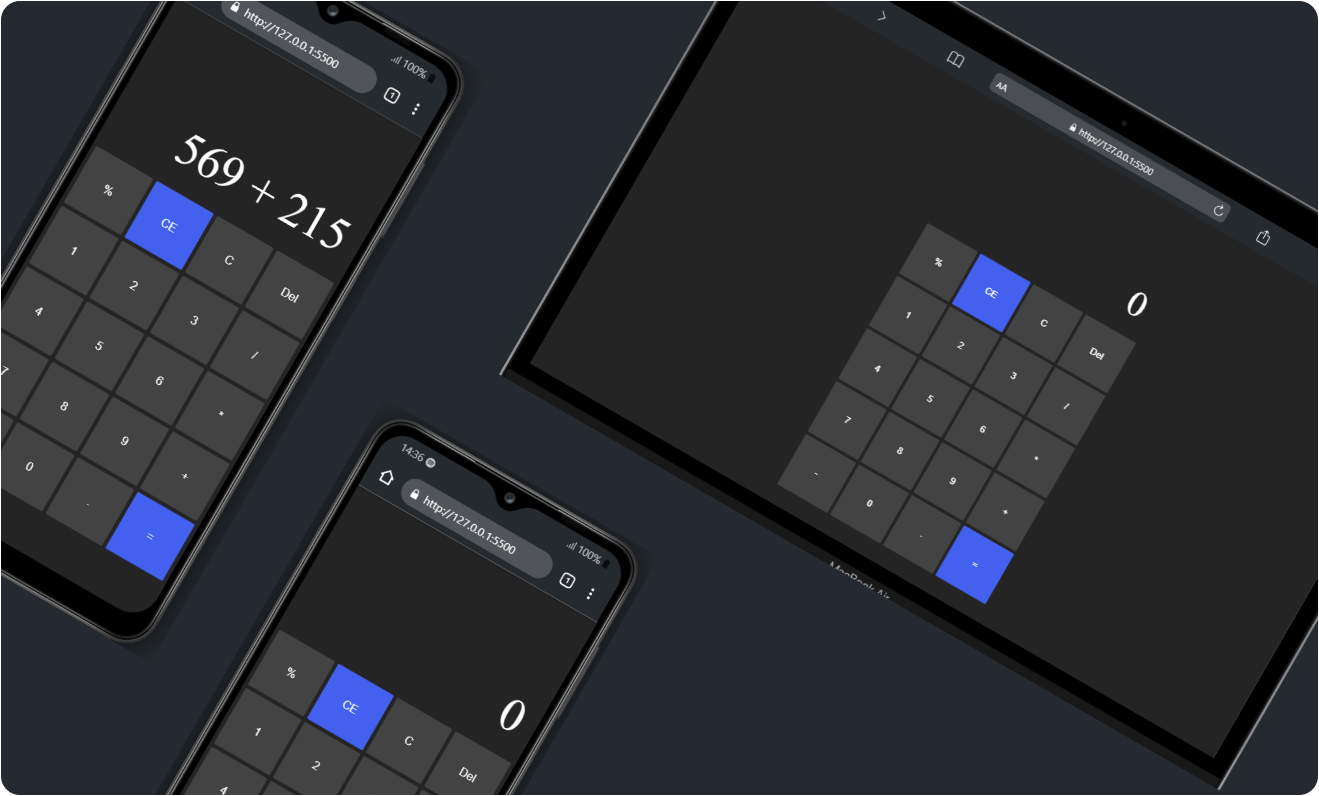 http://127.0.0.1:5500
100%
1
569 + 215
% CE C Del
1 2 3 /
4 5 6 *
7 8 9 +
0 . =
14:36
http://127.0.0.1:5500
100%
1
0
% CE C Del
1 2
4
AA
http://127.0.0.1:5500
0
% CE C Del
1 2 3 /
4 5 6 *
7 8 9 +
- 0 . =
MacBook Air